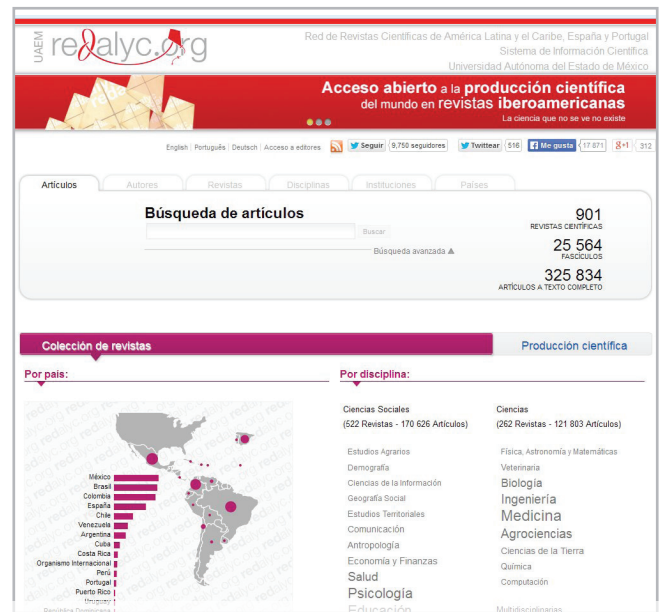 UAEM
redalyc.org
Red de Revistas Científicas de América Latina y el Caribe, España y Portugal
Sistema de Información Científica
Universidad Autónoma del Estado de México
Acceso abierto a la producción científica
del mundo en revistas iberoamericanas
La ciencia que no se ve no existe
English | Português | Deutsch | Acceso a editores
Seguir
9.750 seguidores
Twittear
516
Me gusta
17 871
g+1
312
Artículos
Autores
Revistas
Disciplinas
Instituciones
Países
Búsqueda de artículos
Buscar
Búsqueda avanzada
901
REVISTAS CIENTÍFICAS
25 564
FASCÍCULOS
325 834
ARTÍCULOS A TEXTO COMPLETO
Colección de revistas
Producción científica
Por país:
México
Brasil
Colombia
España
Chile
Venezuela
Argentina
Cuba
Costa Rica
Organismo Internacional
Perú
Portugal
Puerto Rico
Uruguay
República Dominicana
Por disciplina:
Ciencias Sociales
(522 Revistas - 170 626 Artículos)
Estudios Agrarios
Demografía
Ciencias de la Información
Geografía Social
Estudios Territoriales
Comunicación
Antropología
Economía y Finanzas
Salud
Psicología
Educación
Ciencias
(262 Revistas - 121 803 Artículos)
Física, Astronomía y Matemáticas
Veterinaria
Biología
Ingeniería
Medicina
Agrociencias
Ciencias de la Tierra
Química
Computación
Multidisciplinarias